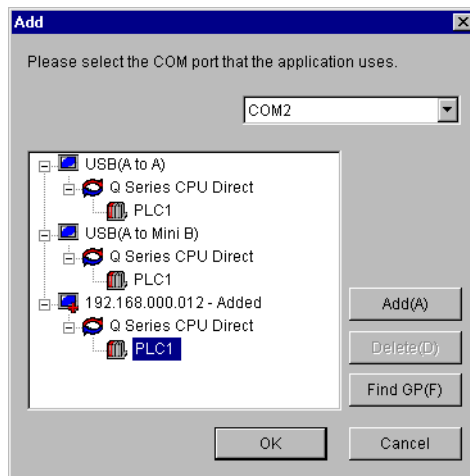 Add
Please select the COM port that the application uses.
COM2
USB(A to A)
Q Series CPU Direct
PLC1
USB(A to Mini B)
Q Series CPU Direct
PLC1
192.168.000.012 - Added
Q Series CPU Direct
PLC1
Add(A)
Delete(D)
Find GP(F)
OK
Cancel